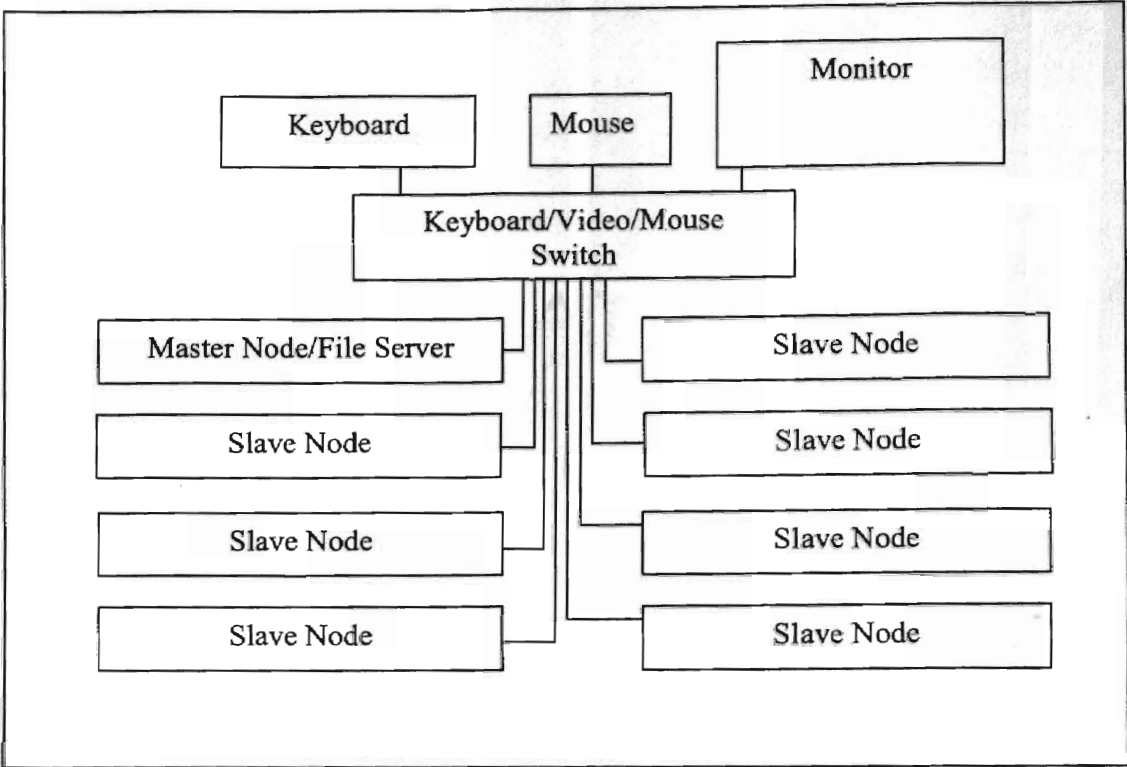 Monitor
Keyboard
Mouse
Keyboard/Video/Mouse
Switch
Master Node/File Server
Slave Node
Slave Node
Slave Node
Slave Node
Slave Node
Slave Node
Slave Node